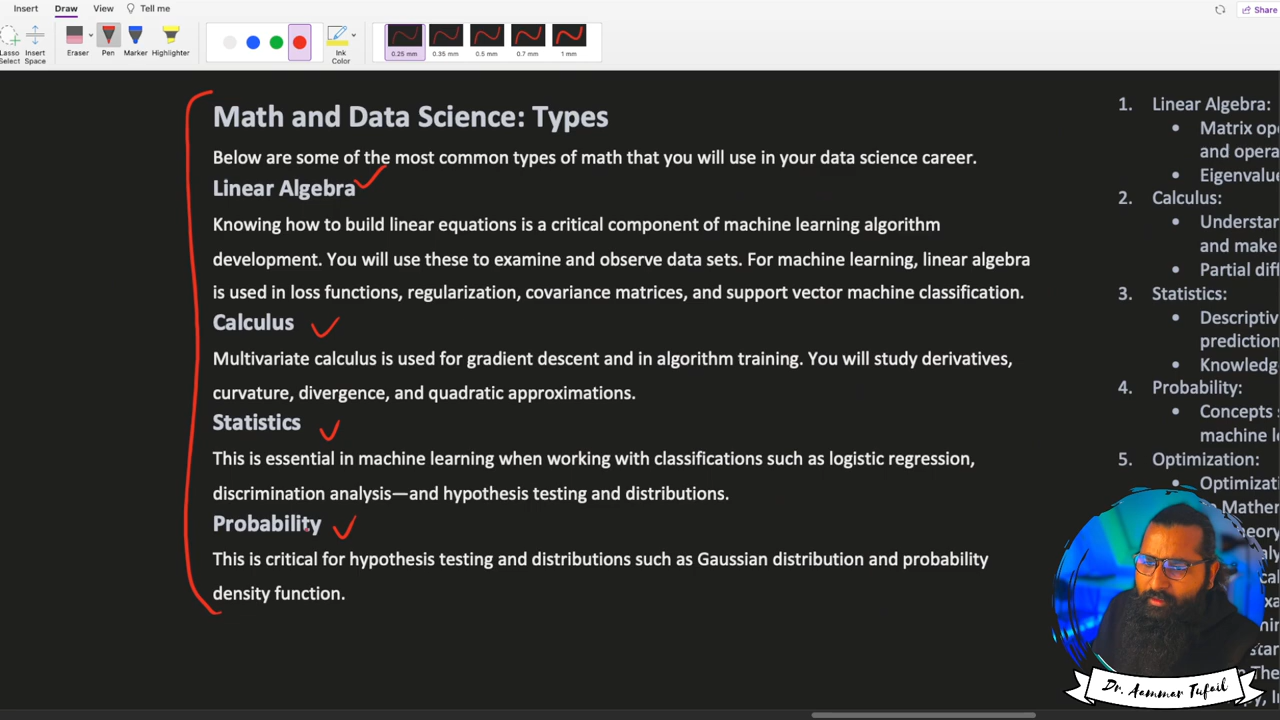 Insert
Draw
View
Tell me
Share
Lasso
Select
Insert
Space
Eraser
Pen
Marker
Highlighter
Ink
Color
0.25 mm
0.35 mm
0.5 mm
0.7 mm
1 mm
Math and Data Science: Types
Below are some of the most common types of math that you will use in your data science career.
Linear Algebra
Knowing how to build linear equations is a critical component of machine learning algorithm
development. You will use these to examine and observe data sets. For machine learning, linear algebra
is used in loss functions, regularization, covariance matrices, and support vector machine classification.
Calculus
Multivariate calculus is used for gradient descent and in algorithm training. You will study derivatives,
curvature, divergence, and quadratic approximations.
Statistics
This is essential in machine learning when working with classifications such as logistic regression,
discrimination analysis—and hypothesis testing and distributions.
Probability
This is critical for hypothesis testing and distributions such as Gaussian distribution and probability
density function.
1. Linear Algebra:
• Matrix
and
•
2. Calculus:
•
and make
• Partial
3. Statistics:
•
• Knowledge
4. Probability:
• Concepts
machine
5. Optimization:
•
Dr. Aammar Tufail